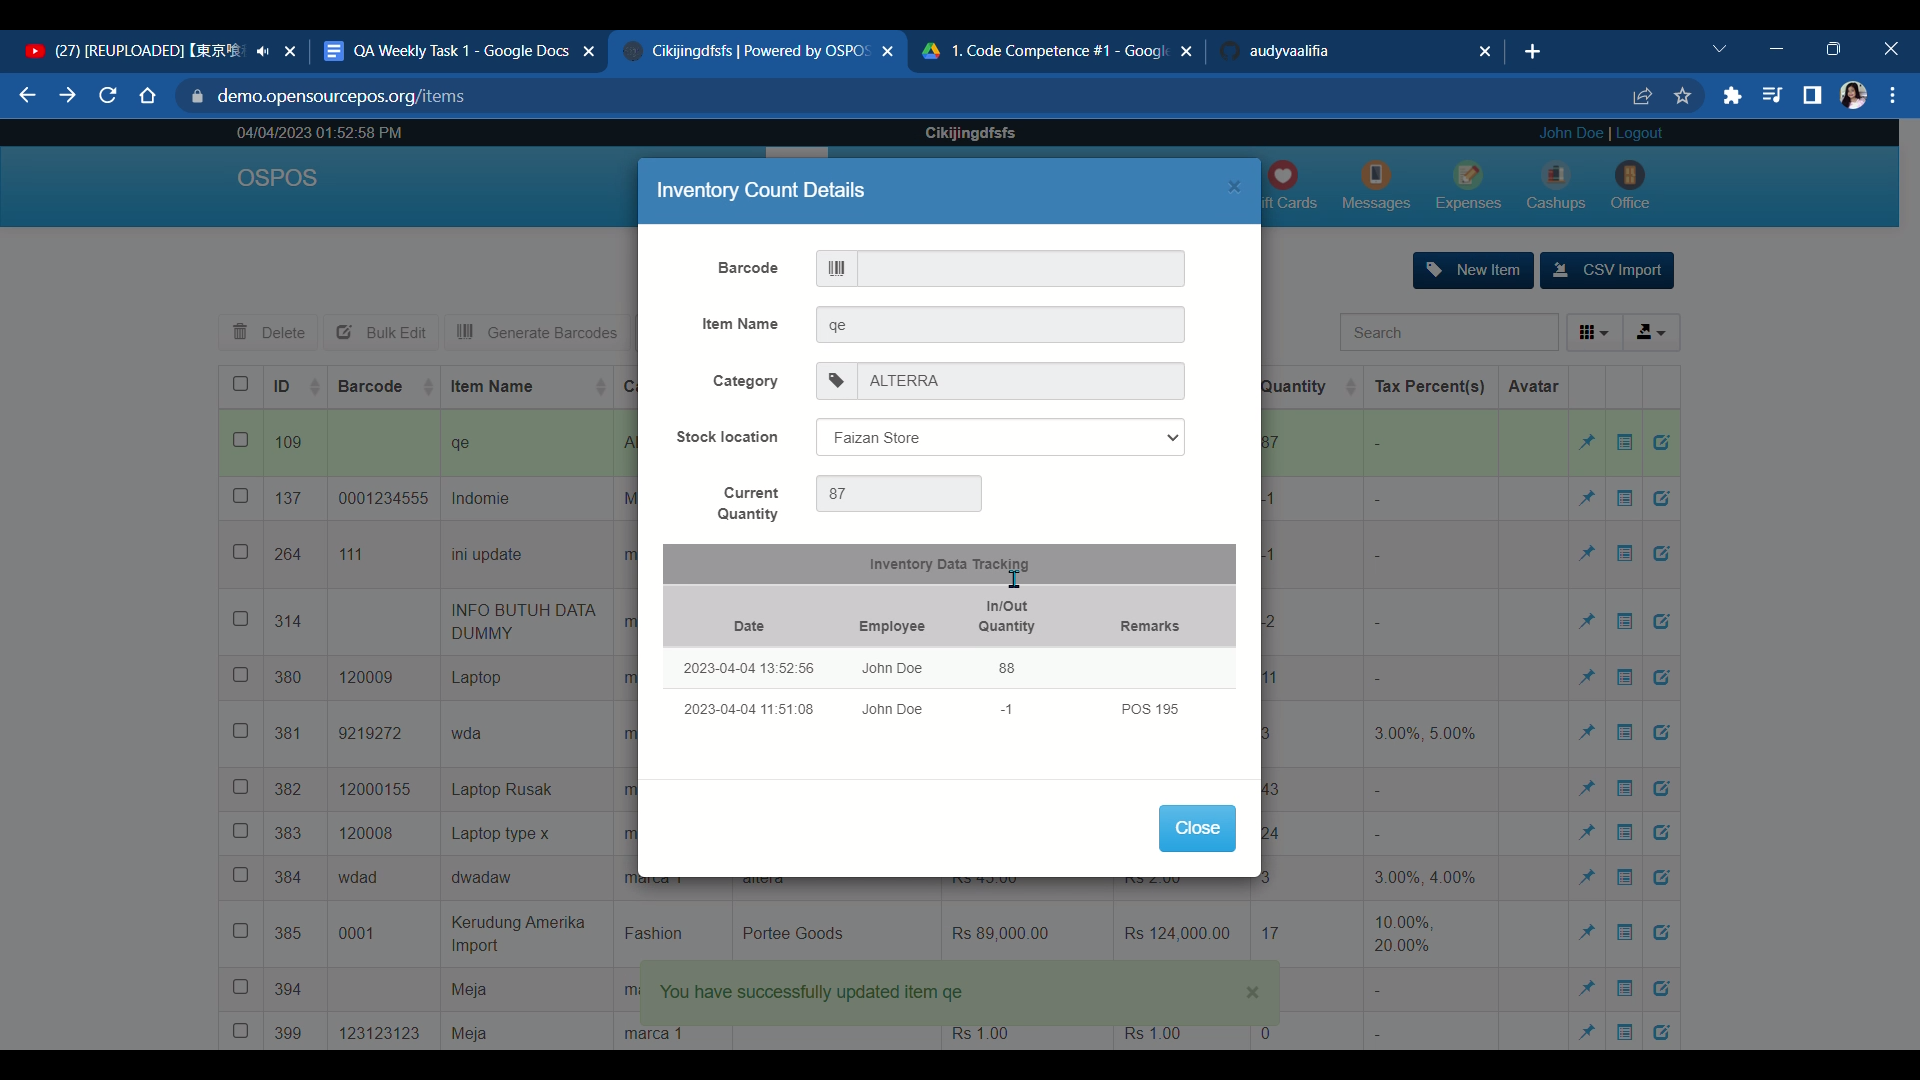 (27) [REUPLOADED]【東京喰
QA Weekly Task 1 - Google Docs
Cikijingdfsfs | Powered by OSPOS
1. Code Competence #1 - Google
audyvaalifia
demo.opensourcepos.org/items
04/04/2023 01:52:58 PM
Cikijingdfsfs
John Doe | Logout
OSPOS
ift Cards
Messages
Expenses
Cashups
Office
Inventory Count Details
New Item
CSV Import
Delete
Bulk Edit
Generate Barcodes
Search
Barcode
Item Name
qe
Category
ALTERRA
Stock location
Faizan Store
Current
Quantity
87
Inventory Data Tracking
Date
Employee
In/Out
Quantity
Remarks
2023-04-04 13:52:56 John Doe 88
2023-04-04 11:51:08 John Doe -1 POS 195
Close
ID Barcode Item Name Ca Quantity Tax Percent(s) Avatar
109 qe Al 87 -
137 0001234555 Indomie M -1 -
264 111 ini update m -1 -
314 INFO BUTUH DATA
DUMMY m -2 -
380 120009 Laptop m 11 -
381 9219272 wda m 3 3.00%, 5.00%
382 12000155 Laptop Rusak m 43 -
383 120008 Laptop type x m 24 -
384 wdad dwadaw marca 1 altera Rs 45.00 Rs 2.00 3 3.00%, 4.00%
385 0001 Kerudung Amerika
Import Fashion Portee Goods Rs 89,000.00 Rs 124,000.00 17 10.00%,
20.00%
394 Meja m -
You have successfully updated item qe
399 123123123 Meja marca 1 Rs 1.00 Rs 1.00 0 -